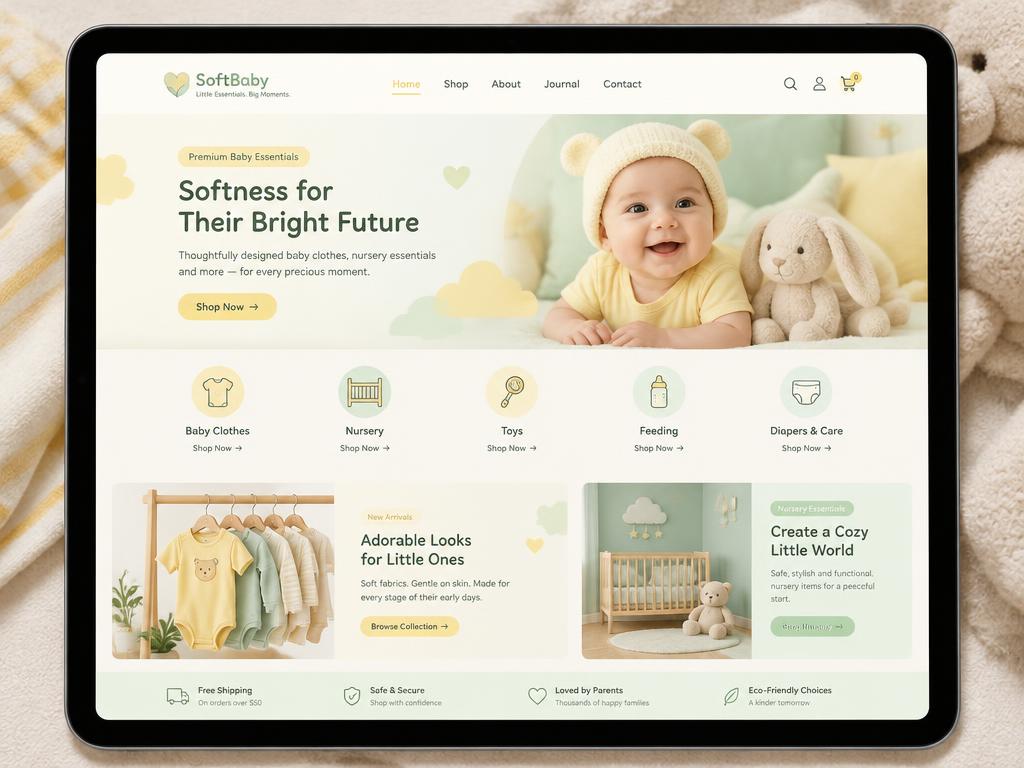 SoftBaby
Little Essentials. Big Moments.
Home
Shop
About
Journal
Contact
0
Premium Baby Essentials
Softness for
Their Bright Future
Thoughtfully designed baby clothes, nursery essentials
and more — for every precious moment.
Shop Now →
Baby Clothes
Shop Now →
Nursery
Shop Now →
Toys
Shop Now →
Feeding
Shop Now →
Diapers & Care
Shop Now →
New Arrivals
Adorable Looks
for Little Ones
Soft fabrics. Gentle on skin. Made for
every stage of their early days.
Browse Collection →
Nursery Essentials
Create a Cozy
Little World
Safe, stylish and functional.
nursery items for a peeceful
start.
Free Shipping
On orders over $50
Safe & Secure
Shop with confidence
Loved by Parents
Thousands of happy families
Eco-Friendly Choices
A kinder tomorrow